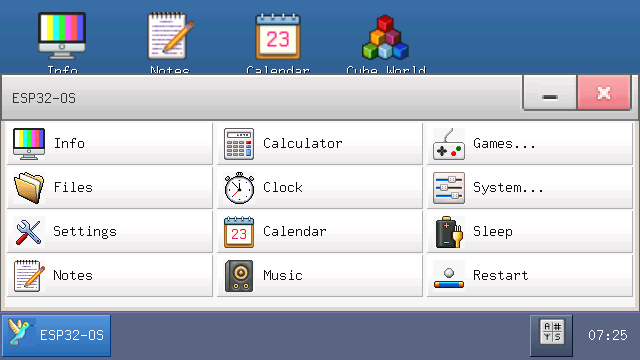 Info Notes Calendar Cube World
ESP32-OS
Info Calculator Games...
Files Clock System...
Settings Calendar Sleep
Notes Music Restart
ESP32-OS 07:25